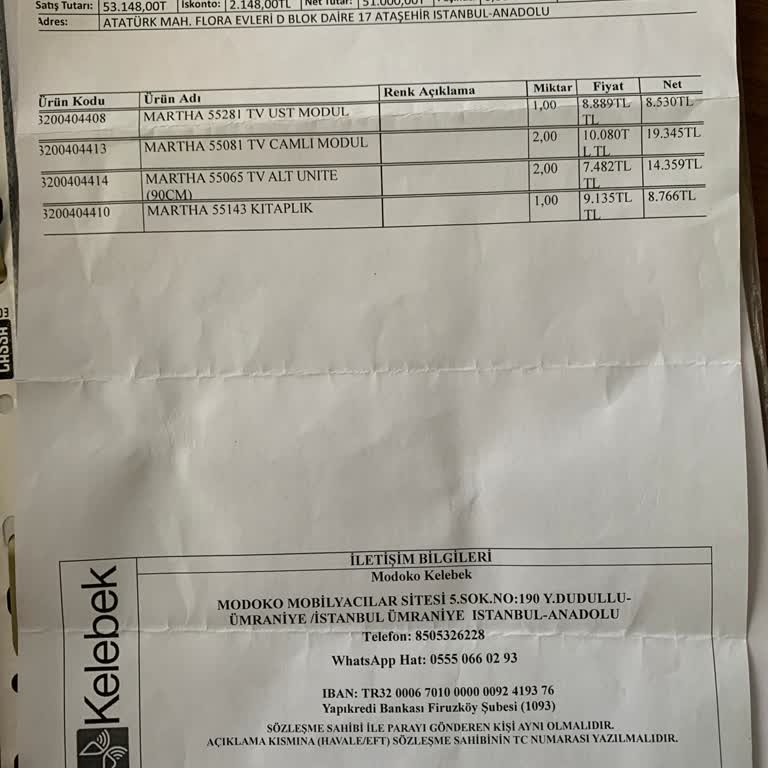 Satış Tutarı: 53.148,00T İskonto: 2.148,00TL Net Tutar: 51.000,00T
Adres: ATATÜRK MAH. FLORA EVLERİ D BLOK DAİRE 17 ATAŞEHİR ISTANBUL-ANADOLU
Ürün Kodu Ürün Adı Renk Açıklama Miktar Fiyat Net
3200404408 MARTHA 55281 TV UST MODUL 1,00 8.889TL 8.530TL
TL
3200404413 MARTHA 55081 TV CAMLI MODUL 2,00 10.080T 19.345TL
L TL
3200404414 MARTHA 55065 TV ALT UNITE 2,00 7.482TL 14.359TL
(90CM) TL
3200404410 MARTHA 55143 KITAPLIK 1,00 9.135TL 8.766TL
TL
03
CASSA
Kelebek
İLETİŞİM BİLGİLERİ
Modoko Kelebek
MODOKO MOBİLYACILAR SİTESİ 5.SOK.NO:190 Y.DUDULLU-
ÜMRANİYE /İSTANBUL ÜMRANİYE ISTANBUL-ANADOLU
Telefon: 8505326228
WhatsApp Hat: 0555 066 02 93
IBAN: TR32 0006 7010 0000 0092 4193 76
Yapıkredi Bankası Firuzköy Şubesi (1093)
SÖZLEŞME SAHİBİ İLE PARAYI GÖNDEREN KİŞİ AYNI OLMALIDIR.
AÇIKLAMA KISMINA (HAVALE/EFT) SÖZLEŞME SAHİBİNİN TC NUMARASI YAZILMALIDIR.